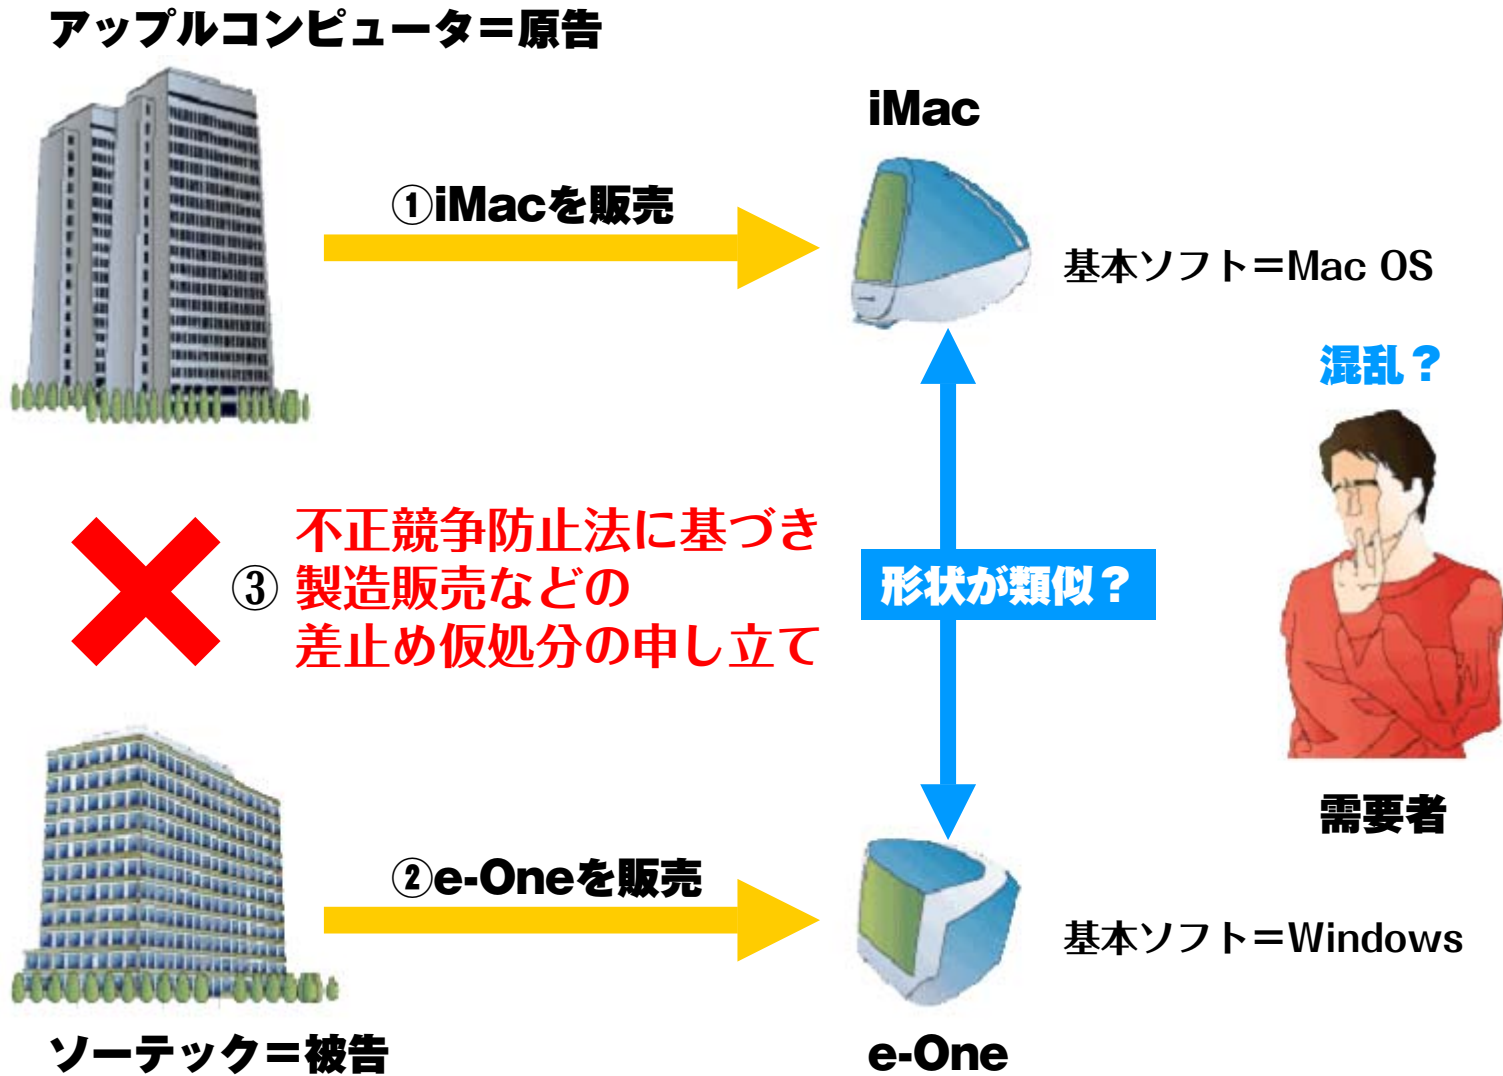 アップルコンピュータ＝原告
iMac
①iMacを販売
基本ソフト＝Mac OS
混乱？
③不正競争防止法に基づき
製造販売などの
差止め仮処分の申し立て
形状が類似？
需要者
②e-Oneを販売
基本ソフト＝Windows
ソーテック＝被告
e-One